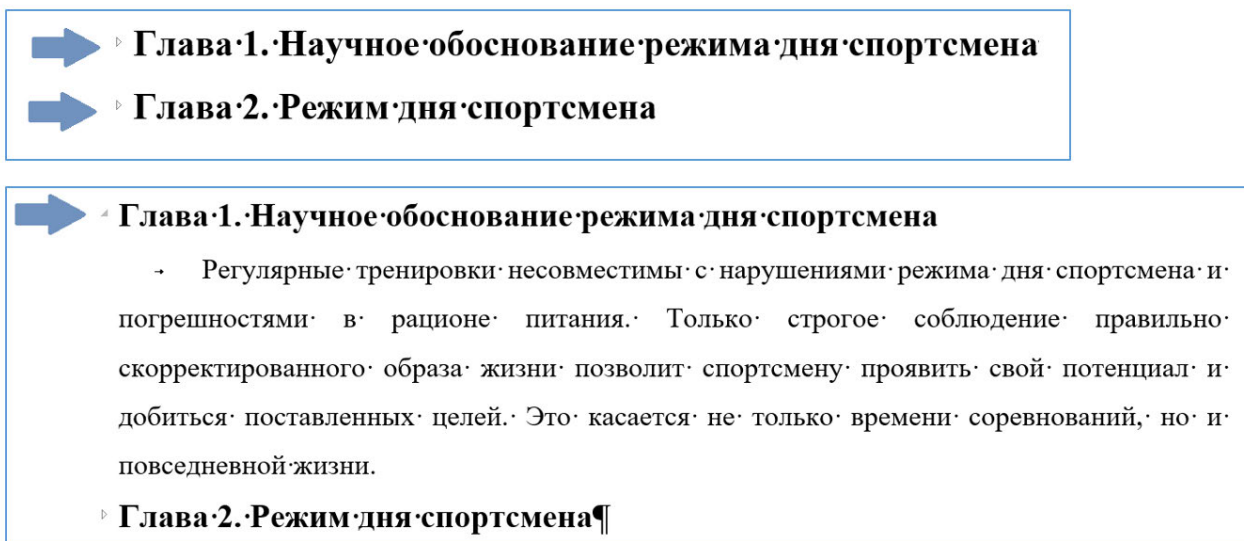 Глава·1.·Научное·обоснование·режима·дня·спортсмена
Глава·2.·Режим·дня·спортсмена
Глава·1.·Научное·обоснование·режима·дня·спортсмена
→ Регулярные· тренировки· несовместимы· с· нарушениями· режима· дня· спортсмена· и·
погрешностями· в· рационе· питания.· Только· строгое· соблюдение· правильно·
скорректированного· образа· жизни· позволит· спортсмену· проявить· свой· потенциал· и·
добиться· поставленных· целей.· Это· касается· не· только· времени· соревнований,· но· и·
повседневной·жизни.
Глава·2.·Режим·дня·спортсмена¶